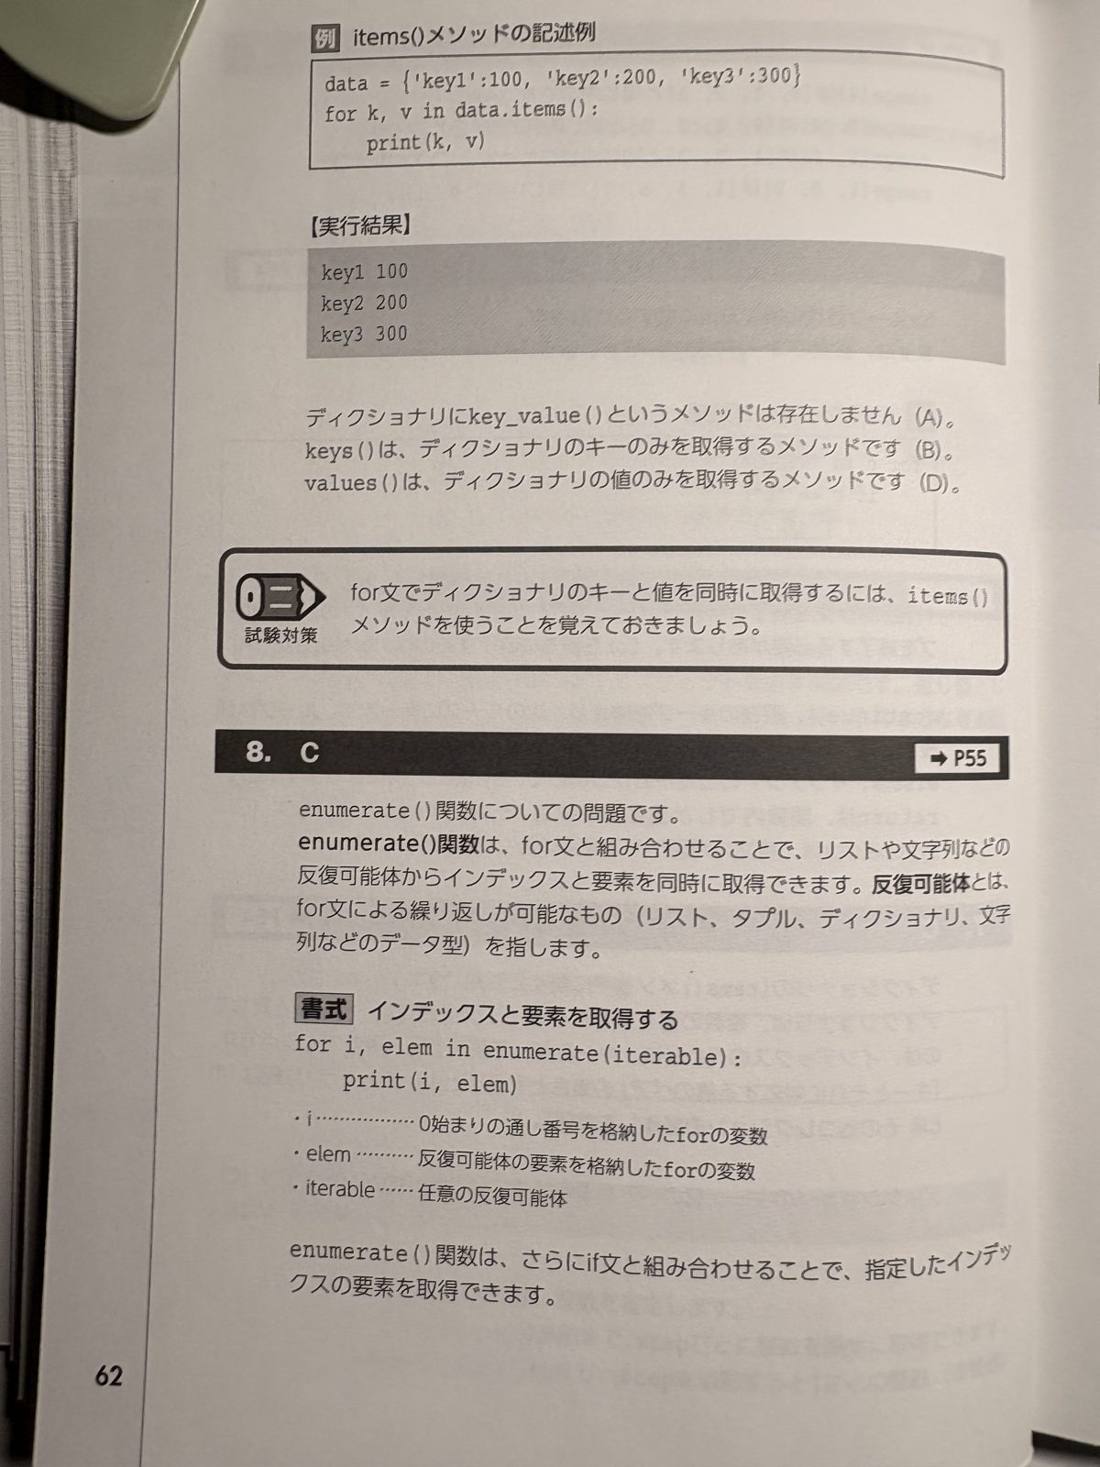 例 items()メソッドの記述例
data = {'key1':100, 'key2':200, 'key3':300}
for k, v in data.items():
    print(k, v)
【実行結果】
key1 100
key2 200
key3 300
ディクショナリにkey_value()というメソッドは存在しません（A）。
keys()は、ディクショナリのキーのみを取得するメソッドです（B）。
values()は、ディクショナリの値のみを取得するメソッドです（D）。
for文でディクショナリのキーと値を同時に取得するには、items()
メソッドを使うことを覚えておきましょう。
試験対策
8. C ➡ P55
enumerate()関数についての問題です。
enumerate()関数は、for文と組み合わせることで、リストや文字列などの
反復可能体からインデックスと要素を同時に取得できます。反復可能体とは、
for文による繰り返しが可能なもの（リスト、タプル、ディクショナリ、文字
列などのデータ型）を指します。
書式 インデックスと要素を取得する
for i, elem in enumerate(iterable):
    print(i, elem)
・i ················ 0始まりの通し番号を格納したforの変数
・elem ·········· 反復可能体の要素を格納したforの変数
・iterable ······ 任意の反復可能体
enumerate()関数は、さらにif文と組み合わせることで、指定したインデッ
クスの要素を取得できます。
62